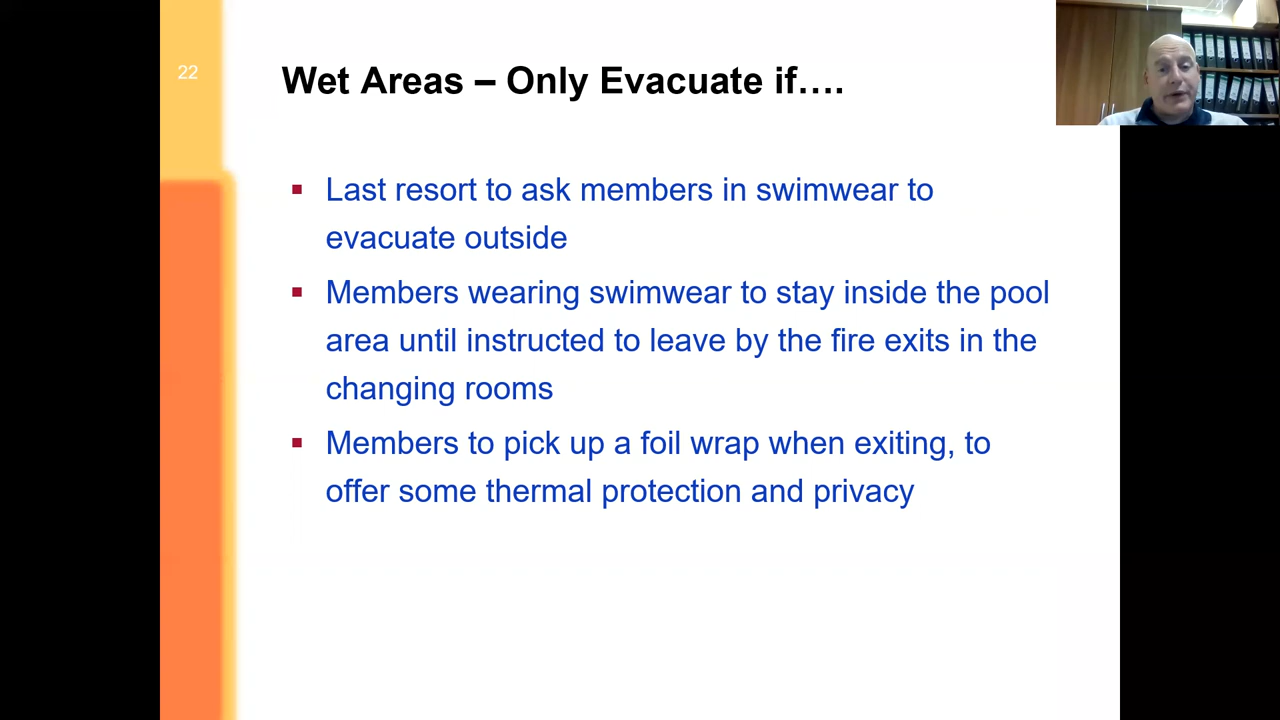 22
Wet Areas – Only Evacuate if….
▪ Last resort to ask members in swimwear to
evacuate outside
▪ Members wearing swimwear to stay inside the pool
area until instructed to leave by the fire exits in the
changing rooms
▪ Members to pick up a foil wrap when exiting, to
offer some thermal protection and privacy